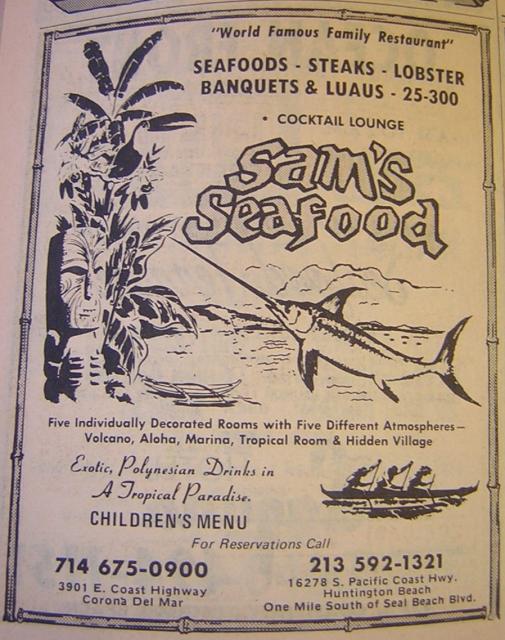 "World Famous Family Restaurant"
SEAFOODS - STEAKS - LOBSTER
BANQUETS & LUAUS - 25-300
• COCKTAIL LOUNGE
Sam's
Seafood
Five Individually Decorated Rooms with Five Different Atmospheres—
Volcano, Aloha, Marina, Tropical Room & Hidden Village
Exotic, Polynesian Drinks in
A Tropical Paradise.
CHILDREN'S MENU
For Reservations Call
714 675-0900
3901 E. Coast Highway
Corona Del Mar
213 592-1321
16278 S. Pacific Coast Hwy.
Huntington Beach
One Mile South of Seal Beach Blvd.